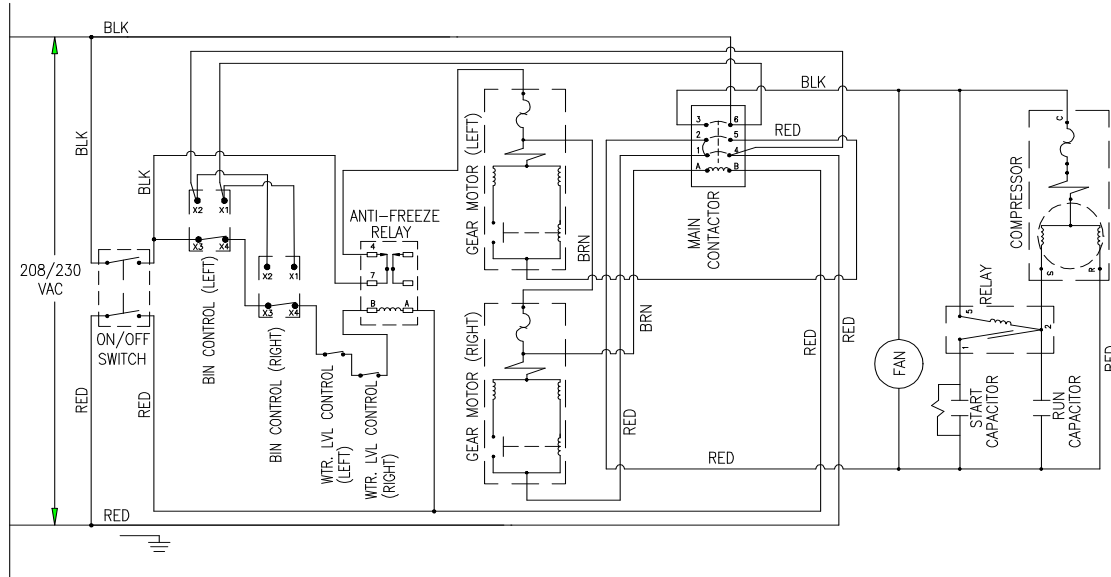 BLK
BLK
BLK
208/230
VAC
ON/OFF
SWITCH
RED
RED
RED
X2 X1
X3 X4
BIN CONTROL (LEFT)
X2 X1
X3 X4
BIN CONTROL (RIGHT)
WTR. LVL CONTROL
(LEFT)
WTR. LVL CONTROL
(RIGHT)
ANTI-FREEZE
RELAY
4
7
B A
GEAR MOTOR (LEFT)
GEAR MOTOR (RIGHT)
BRN
BRN
RED
3 6
2 5
1 4
A B
MAIN
CONTACTOR
RED
BLK
RED
RED
RED
FAN
COMPRESSOR
C
S R
RELAY
5
2
1
START
CAPACITOR
RUN
CAPACITOR
RED